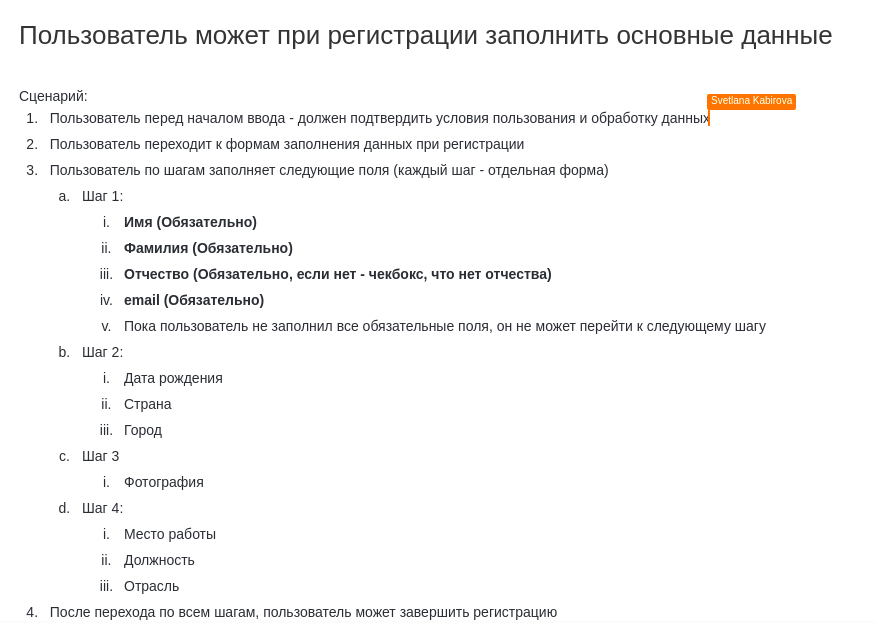 Пользователь может при регистрации заполнить основные данные
Сценарий:
Svetlana Kabirova
1. Пользователь перед началом ввода - должен подтвердить условия пользования и обработку данных
2. Пользователь переходит к формам заполнения данных при регистрации
3. Пользователь по шагам заполняет следующие поля (каждый шаг - отдельная форма)
a. Шаг 1:
i. Имя (Обязательно)
ii. Фамилия (Обязательно)
iii. Отчество (Обязательно, если нет - чекбокс, что нет отчества)
iv. email (Обязательно)
v. Пока пользователь не заполнил все обязательные поля, он не может перейти к следующему шагу
b. Шаг 2:
i. Дата рождения
ii. Страна
iii. Город
c. Шаг 3
i. Фотография
d. Шаг 4:
i. Место работы
ii. Должность
iii. Отрасль
4. После перехода по всем шагам, пользователь может завершить регистрацию